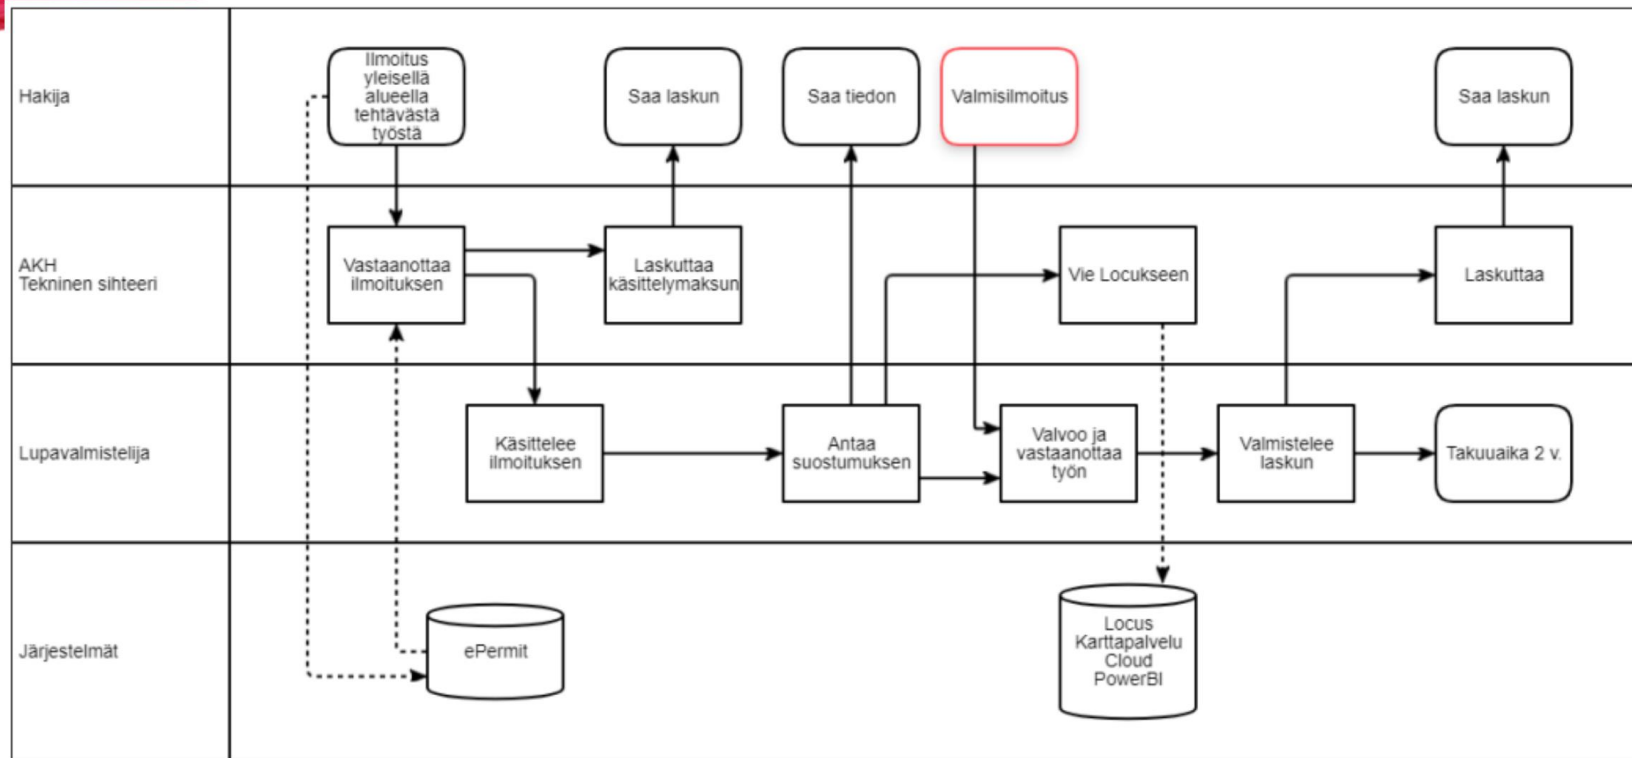 Hakija
Ilmoitus
yleisellä
alueella
tehtävästä
työstä
Saa laskun
Saa tiedon
Valmisilmoitus
Saa laskun
AKH
Tekninen sihteeri
Vastaanottaa
ilmoituksen
Laskuttaa
käsittelymaksun
Vie Locukseen
Laskuttaa
Lupavalmistelija
Käsittelee
ilmoituksen
Antaa
suostumuksen
Valvoo ja
vastaanottaa
työn
Valmistelee
laskun
Takuuaika 2 v.
Järjestelmät
ePermit
Locus
Karttapalvelu
Cloud
PowerBI